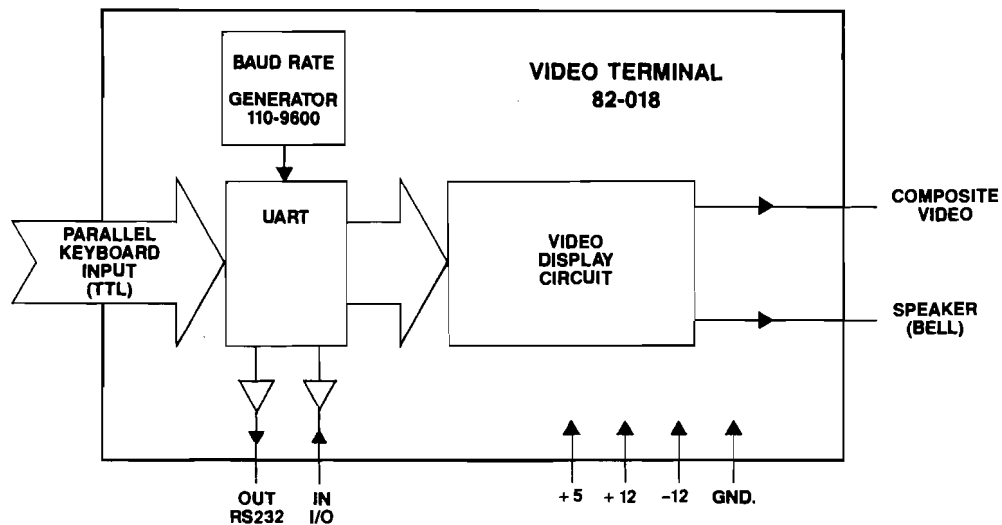 BAUD RATE
GENERATOR
110-9600
VIDEO TERMINAL
82-018
UART
PARALLEL
KEYBOARD
INPUT
(TTL)
VIDEO
DISPLAY
CIRCUIT
COMPOSITE
VIDEO
SPEAKER
(BELL)
OUT IN
RS232 I/O
+5 +12 -12 GND.